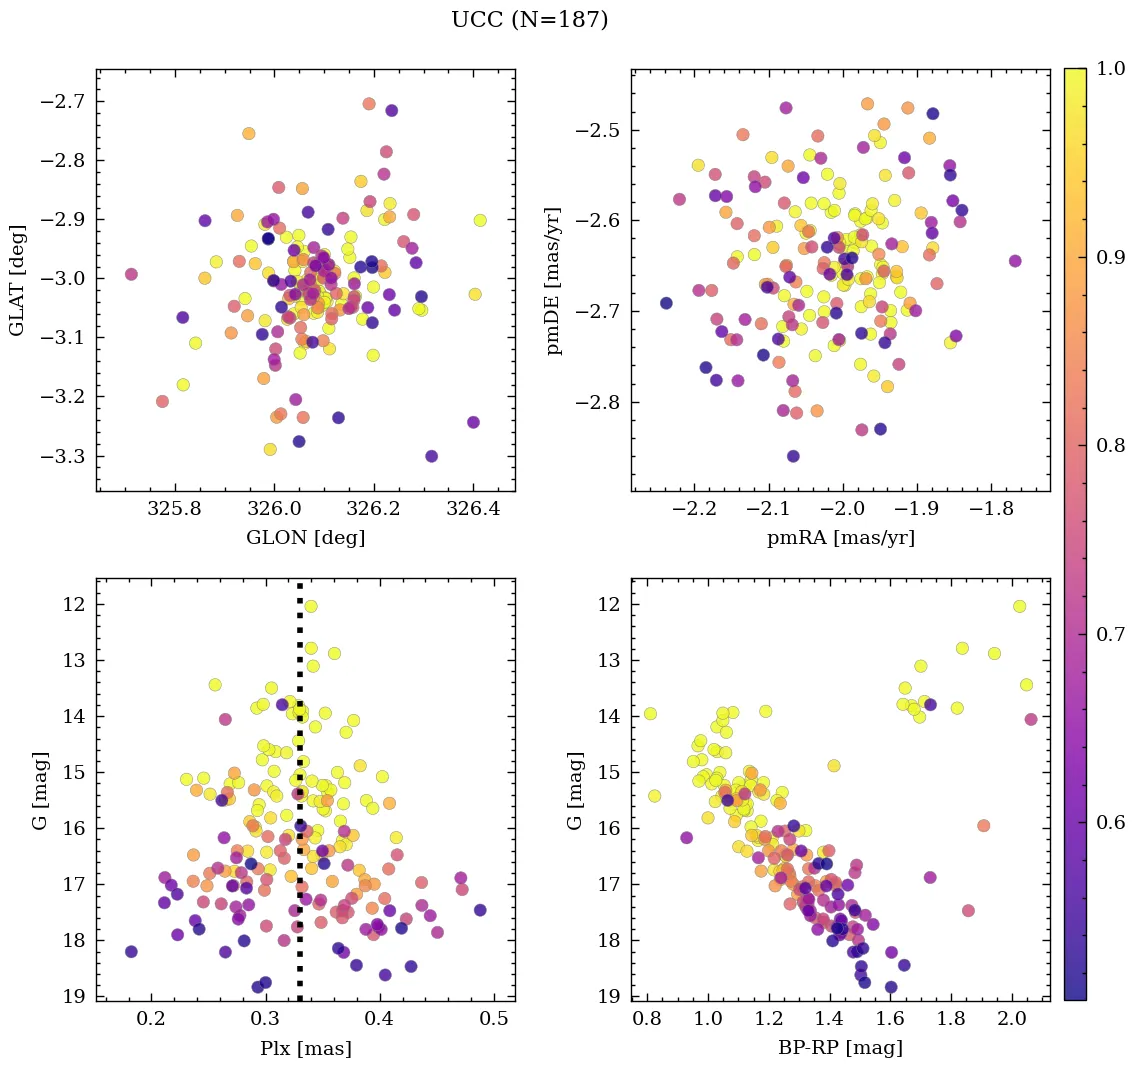 UCC (N=187)
−2.7
−2.8
−2.9
−3.0
−3.1
−3.2
−3.3
GLAT [deg]
325.8 326.0 326.2 326.4
GLON [deg]
−2.5
−2.6
−2.7
−2.8
pmDE [mas/yr]
−2.2 −2.1 −2.0 −1.9 −1.8
pmRA [mas/yr]
1.0
0.9
0.8
0.7
0.6
12
13
14
15
16
17
18
19
G [mag]
0.2 0.3 0.4 0.5
Plx [mas]
12
13
14
15
16
17
18
19
G [mag]
0.8 1.0 1.2 1.4 1.6 1.8 2.0
BP-RP [mag]